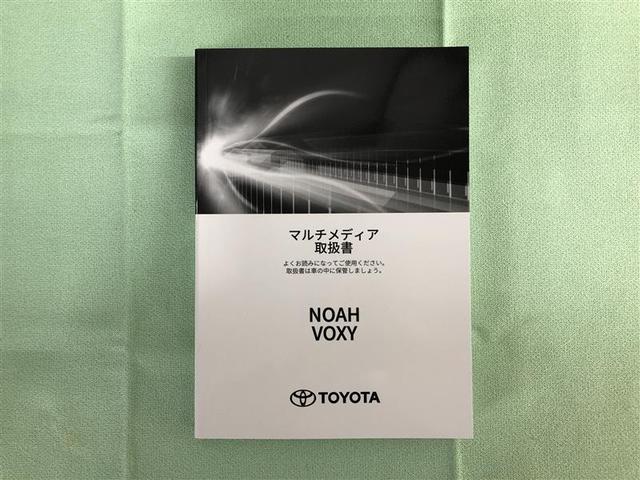 マルチメディア
取扱書
よくお読みになってご使用ください。
取扱書は車の中に保管しましょう。
NOAH
VOXY
TOYOTA